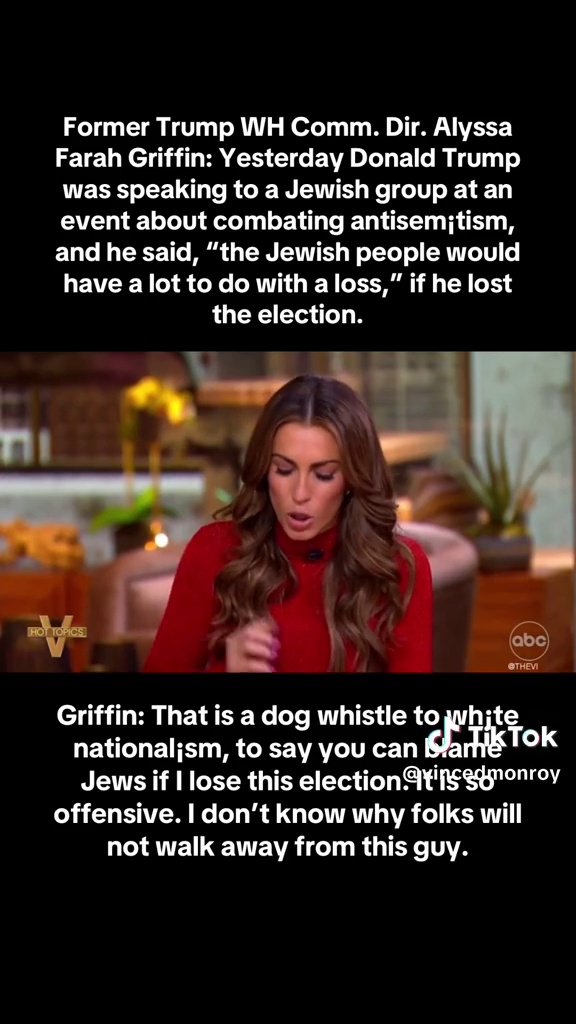 Former Trump WH Comm. Dir. Alyssa
Farah Griffin: Yesterday Donald Trump
was speaking to a Jewish group at an
event about combating antisem¡tism,
and he said, “the Jewish people would
have a lot to do with a loss,” if he lost
the election.
V
HOT TOPICS
abc
@THEVI
Griffin: That is a dog whistle to wh¡te
TikTok
national¡sm, to say you can blame
@vincedmonroy
Jews if I lose this election. It is so
offensive. I don’t know why folks will
not walk away from this guy.